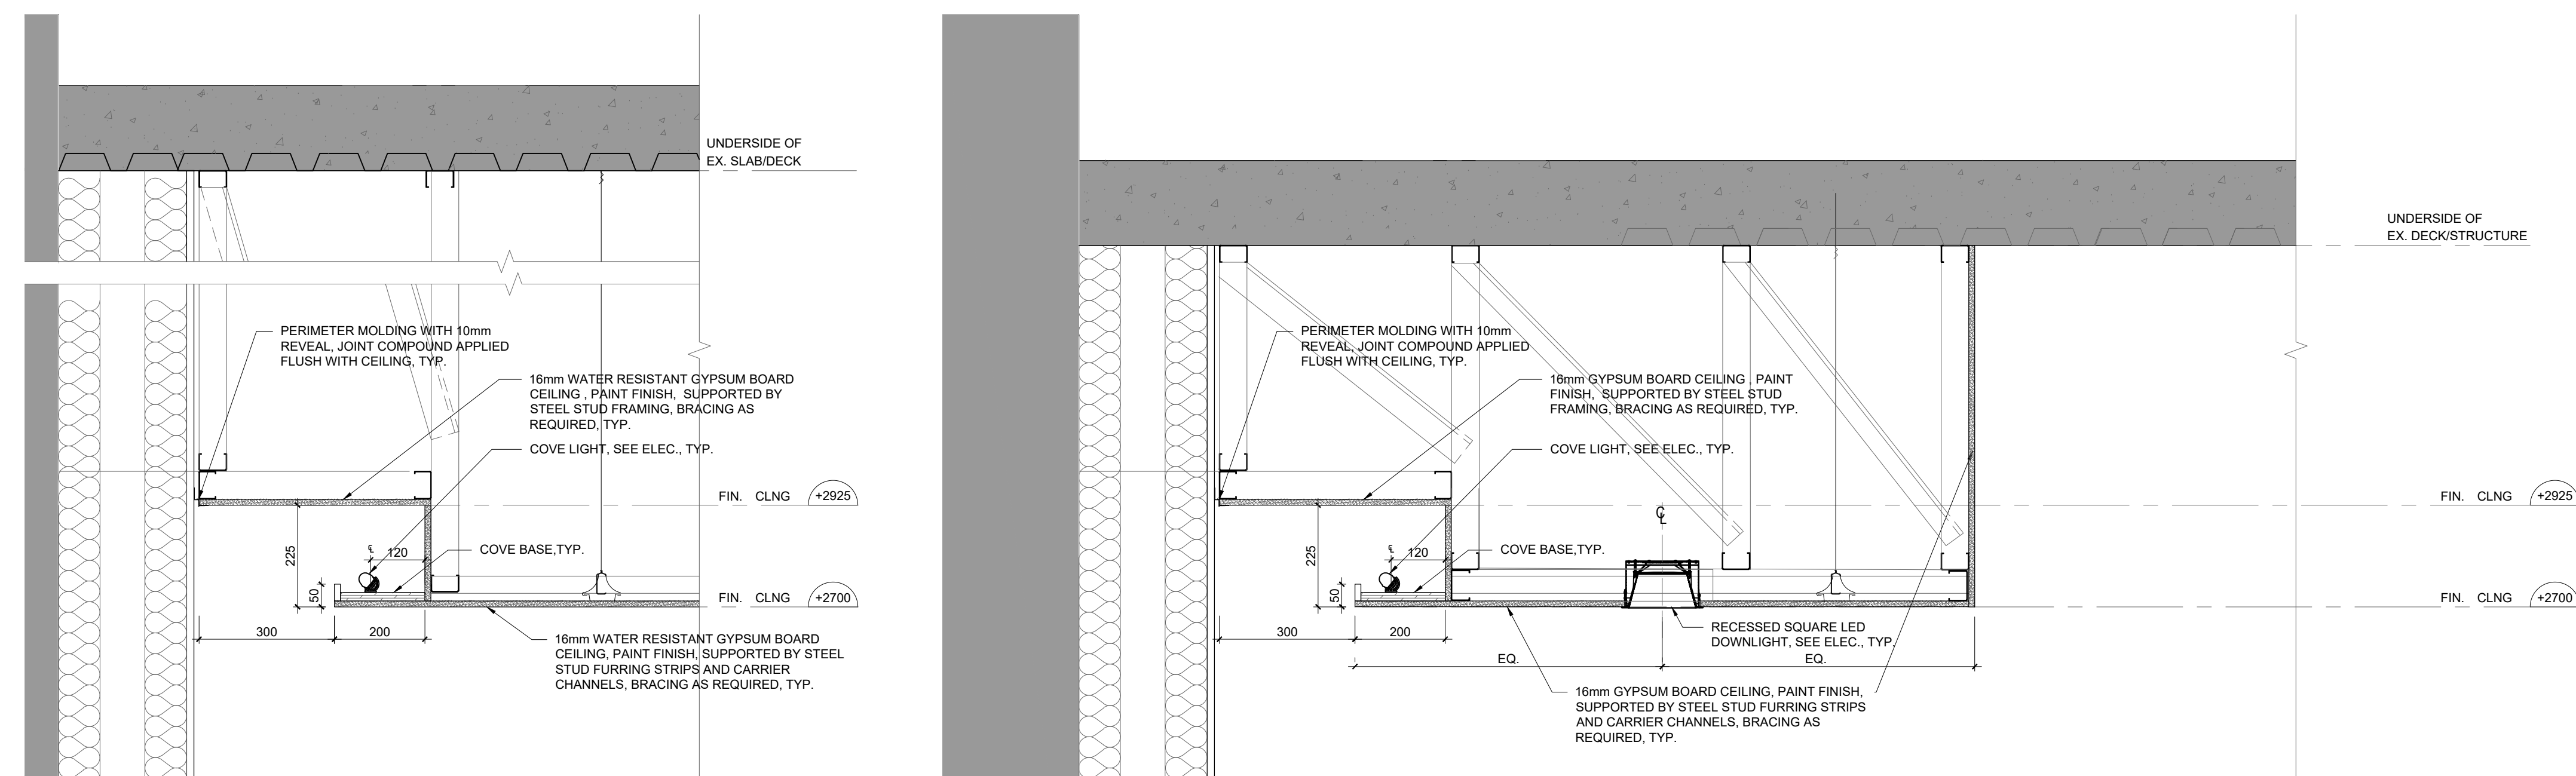 UNDERSIDE OF
EX. SLAB/DECK
PERIMETER MOLDING WITH 10mm
REVEAL, JOINT COMPOUND APPLIED
FLUSH WITH CEILING, TYP.
16mm WATER RESISTANT GYPSUM BOARD
CEILING , PAINT FINISH, SUPPORTED BY
STEEL STUD FRAMING, BRACING AS
REQUIRED, TYP.
COVE LIGHT, SEE ELEC., TYP.
FIN. CLNG +2925
225
℄
120
COVE BASE,TYP.
50
FIN. CLNG +2700
300
200
16mm WATER RESISTANT GYPSUM BOARD
CEILING, PAINT FINISH, SUPPORTED BY STEEL
STUD FURRING STRIPS AND CARRIER
CHANNELS, BRACING AS REQUIRED, TYP.
UNDERSIDE OF
EX. DECK/STRUCTURE
PERIMETER MOLDING WITH 10mm
REVEAL, JOINT COMPOUND APPLIED
FLUSH WITH CEILING, TYP.
16mm GYPSUM BOARD CEILING , PAINT
FINISH, SUPPORTED BY STEEL STUD
FRAMING, BRACING AS REQUIRED, TYP.
COVE LIGHT, SEE ELEC., TYP.
FIN. CLNG +2925
℄
225
℄
120
COVE BASE,TYP.
50
FIN. CLNG +2700
300
200
RECESSED SQUARE LED
DOWNLIGHT, SEE ELEC., TYP.
EQ.
EQ.
16mm GYPSUM BOARD CEILING, PAINT FINISH,
SUPPORTED BY STEEL STUD FURRING STRIPS
AND CARRIER CHANNELS, BRACING AS
REQUIRED, TYP.